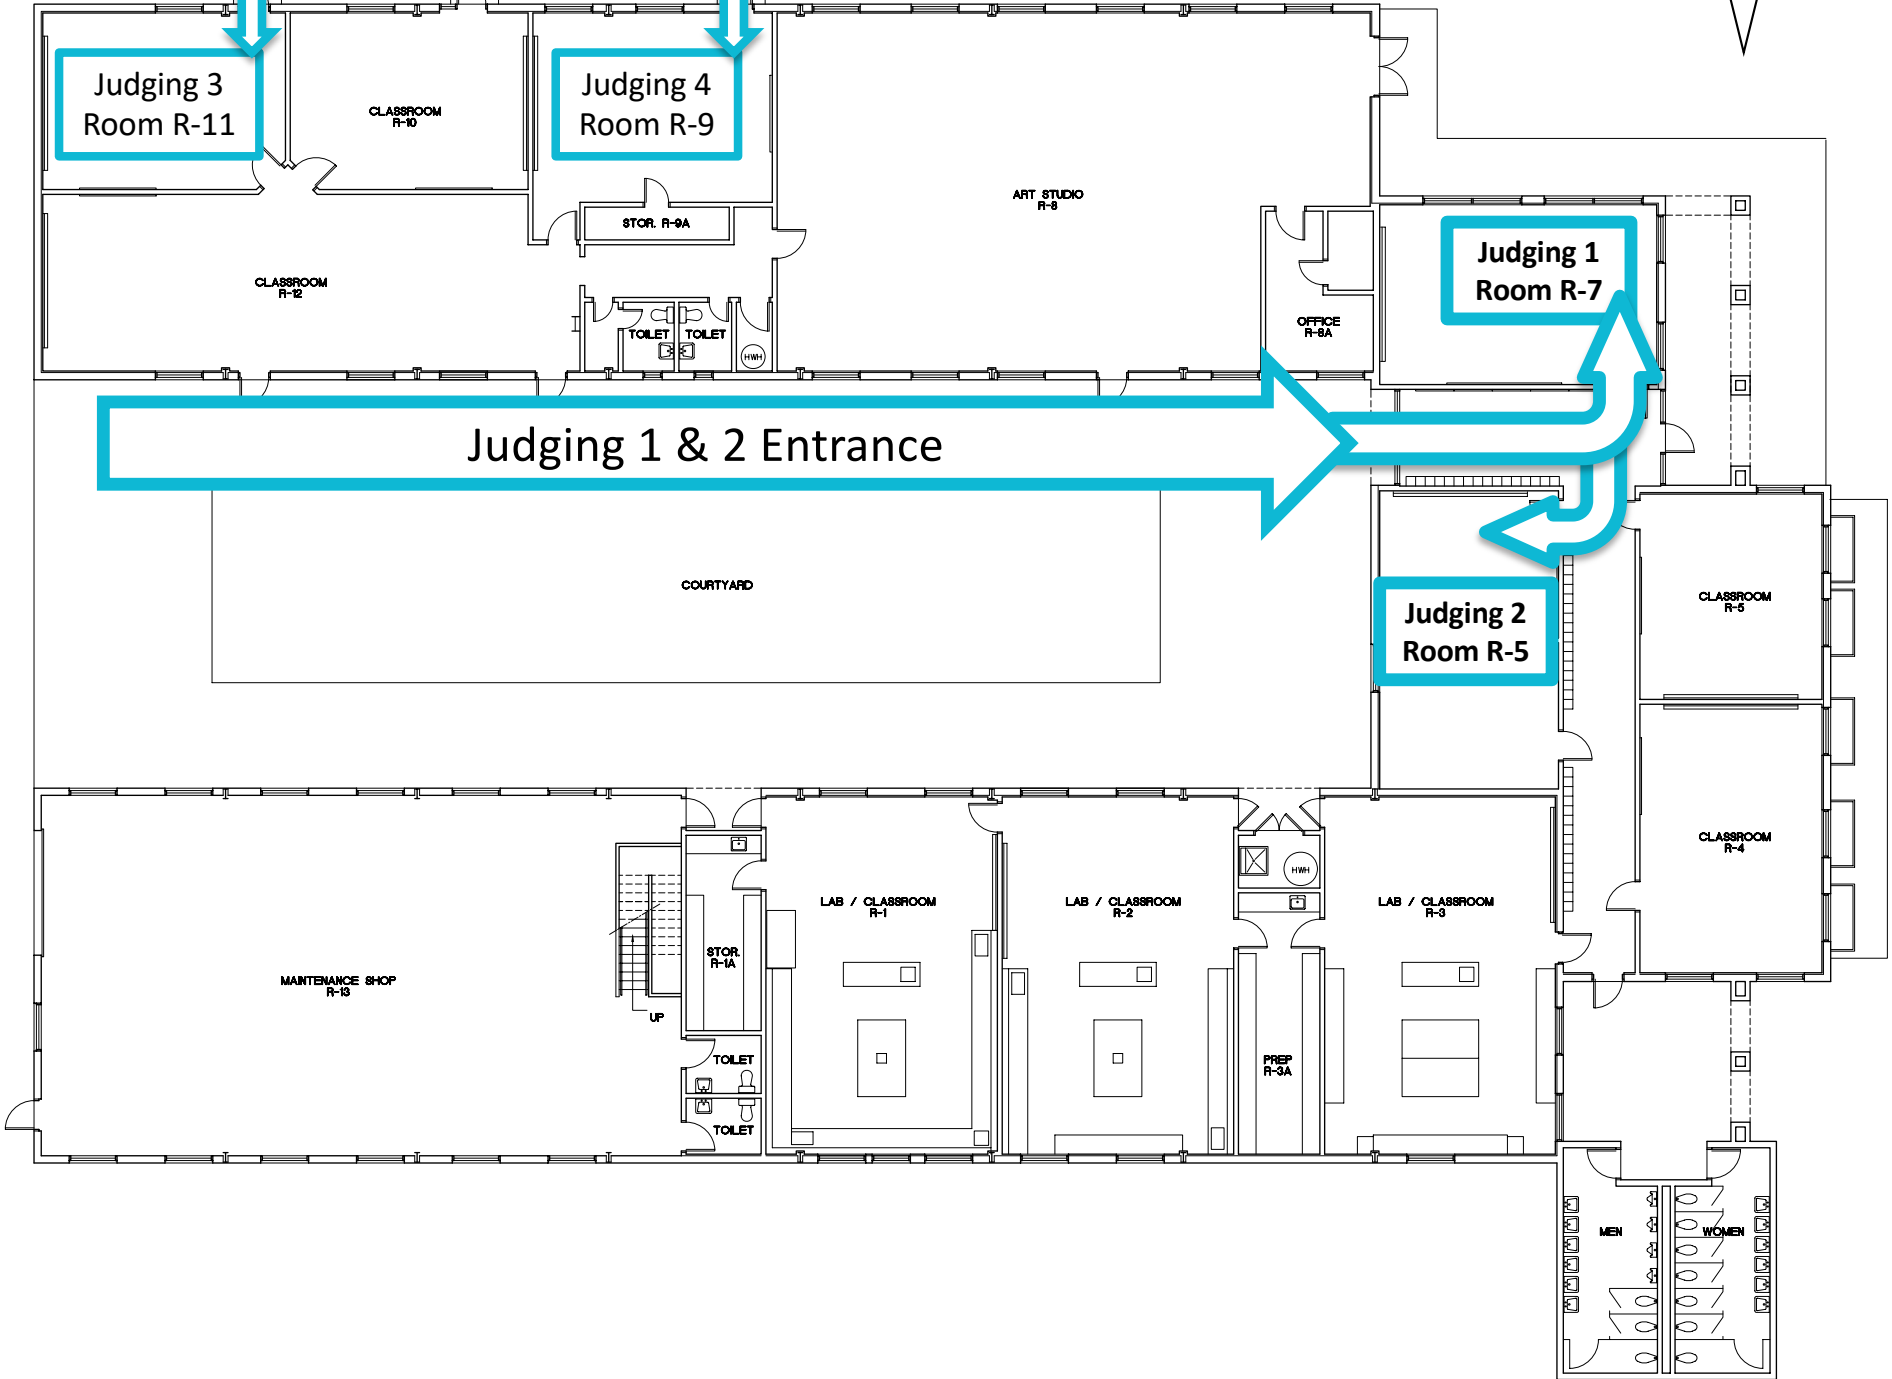 Judging 3
Room R-11
CLASSROOM
R-10
Judging 4
Room R-9
ART STUDIO
R-8
STOR. R-9A
Judging 1
Room R-7
CLASSROOM
R-12
TOILET
TOILET
HWH
OFFICE
R-8A
Judging 1 & 2 Entrance
COURTYARD
Judging 2
Room R-5
CLASSROOM
R-5
CLASSROOM
R-4
MAINTENANCE SHOP
R-13
UP
STOR.
R-1A
TOILET
TOILET
LAB / CLASSROOM
R-1
LAB / CLASSROOM
R-2
HWH
PREP
R-3A
LAB / CLASSROOM
R-3
MEN
WOMEN